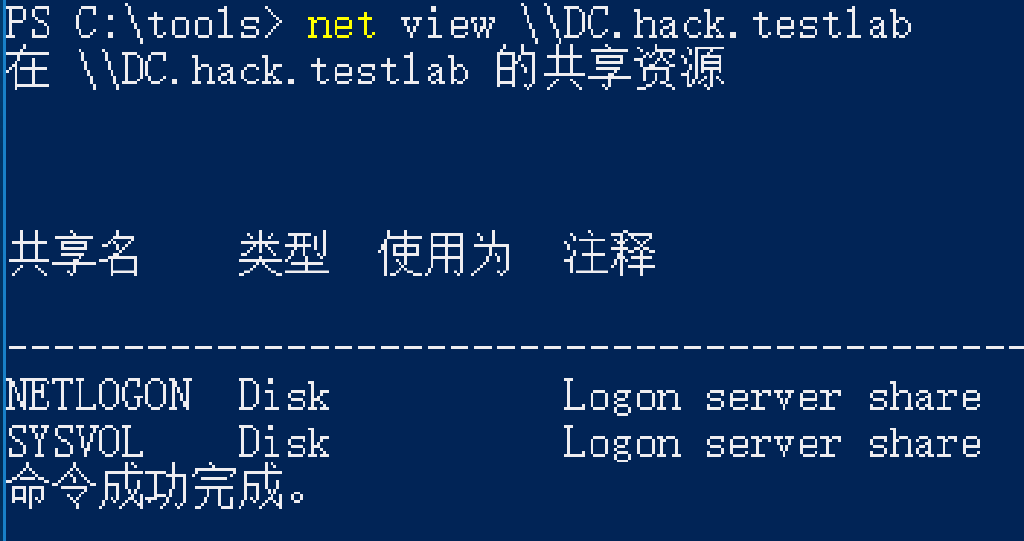 PS C:\tools> net view \\DC.hack.testlab
在 \\DC.hack.testlab 的共享资源
共享名 类型 使用为 注释
-------------------------------------------
NETLOGON Disk Logon server share
SYSVOL Disk Logon server share
命令成功完成。